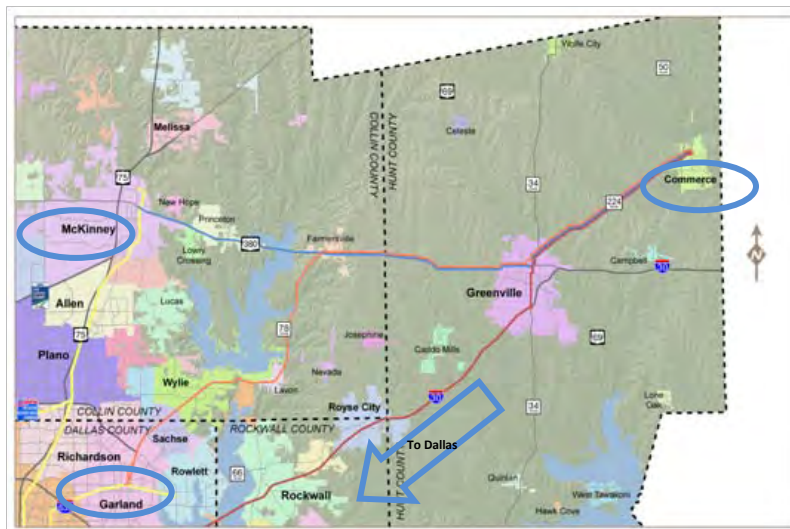 Wolfe City
50
69
Melissa
Celeste
COLLIN COUNTY
HUNT COUNTY
75
34
Commerce
New Hope
224
McKinney
Princeton
380
Farmersville
Lowry
Crossing
Campbell
30
N
Greenville
Lucas
Allen
78
75
Josephine
69
Caddo Mills
Plano
Nevada
Wylie
Lavon
30
Lone
Oak
COLLIN COUNTY
Royse City
34
DALLAS COUNTY
ROCKWALL COUNTY
Sachse
To Dallas
Richardson
66
Rowlett
HUNT COUNTY
Quinlan
Rockwall
West Tawakoni
Garland
Hawk Cove